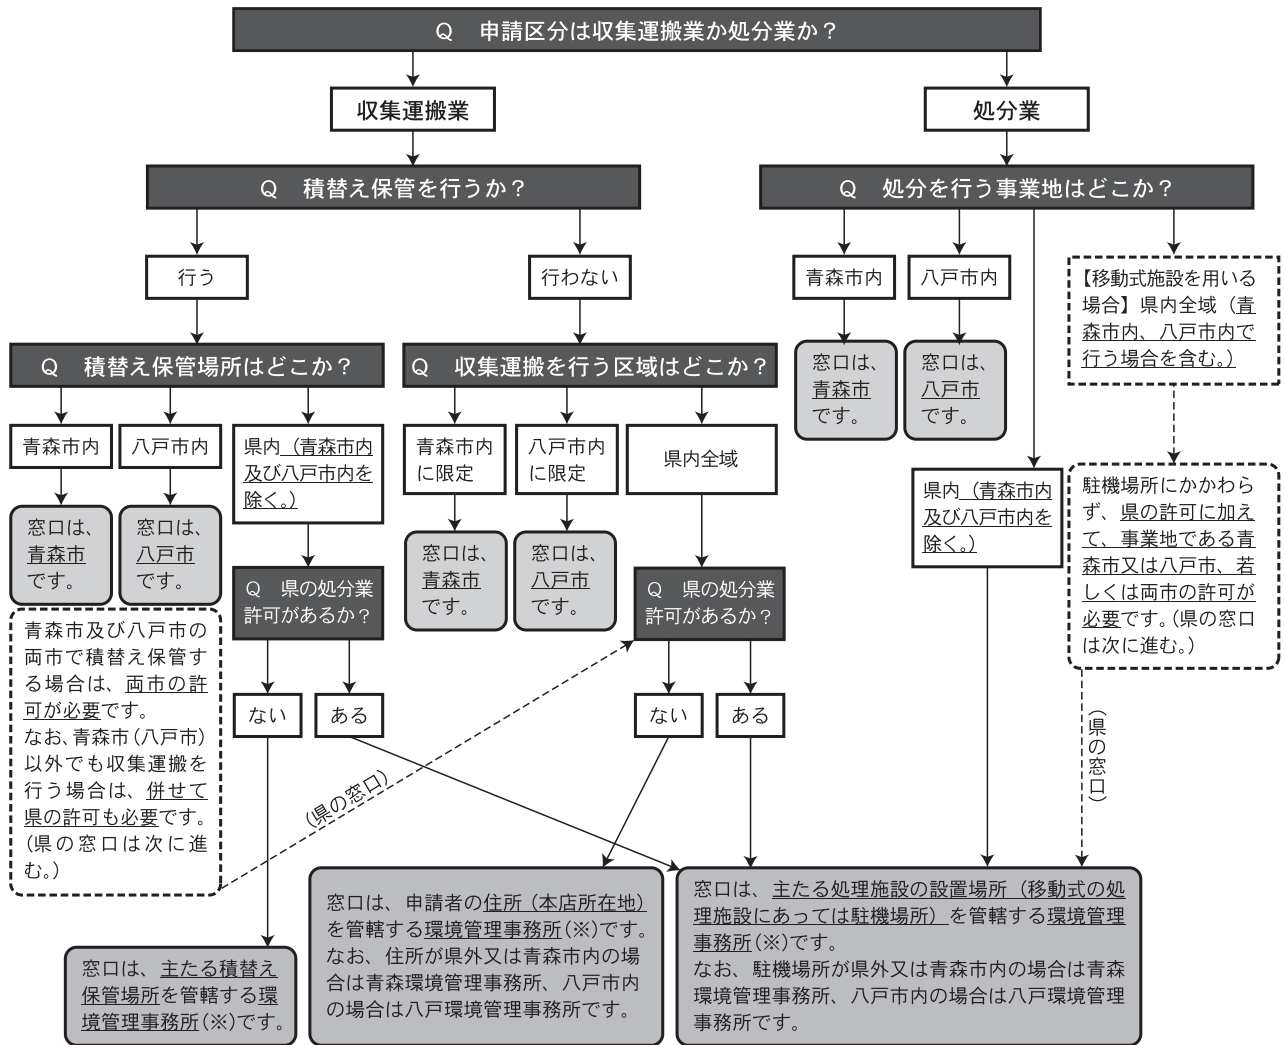 Q　申請区分は収集運搬業か処分業か？
収集運搬業
処分業
Q　積替え保管を行うか？
Q　処分を行う事業地はどこか？
行う
行わない
青森市内
八戸市内
【移動式施設を用いる
場合】県内全域（青
森市内、八戸市内で
行う場合を含む。）
Q　積替え保管場所はどこか？
Q　収集運搬を行う区域はどこか？
窓口は、
青森市
です。
窓口は、
八戸市
です。
青森市内
八戸市内
県内（青森市内
及び八戸市内を
除く。）
青森市内
に限定
八戸市内
に限定
県内全域
県内（青森市内
及び八戸市内を
除く。）
駐機場所にかかわら
ず、県の許可に加え
て、事業地である青
森市又は八戸市、若
しくは両市の許可が
必要です。（県の窓口
は次に進む。）
窓口は、
青森市
です。
窓口は、
八戸市
です。
Q　県の処分業
許可があるか？
窓口は、
青森市
です。
窓口は、
八戸市
です。
Q　県の処分業
許可があるか？
青森市及び八戸市の
両市で積替え保管す
る場合は、両市の許
可が必要です。
なお、青森市（八戸市）
以外でも収集運搬を
行う場合は、併せて
県の許可も必要です。
（県の窓口は次に進
む。）
ない
ある
ない
ある
（県の窓口）
（県の窓口）
窓口は、主たる積替え
保管場所を管轄する環
境管理事務所（※）です。
窓口は、申請者の住所（本店所在地）
を管轄する環境管理事務所（※）です。
なお、住所が県外又は青森市内の場
合は青森環境管理事務所、八戸市内
の場合は八戸環境管理事務所です。
窓口は、主たる処理施設の設置場所（移動式の処
理施設にあっては駐機場所）を管轄する環境管理
事務所（※）です。
なお、駐機場所が県外又は青森市内の場合は青森
環境管理事務所、八戸市内の場合は八戸環境管理
事務所です。